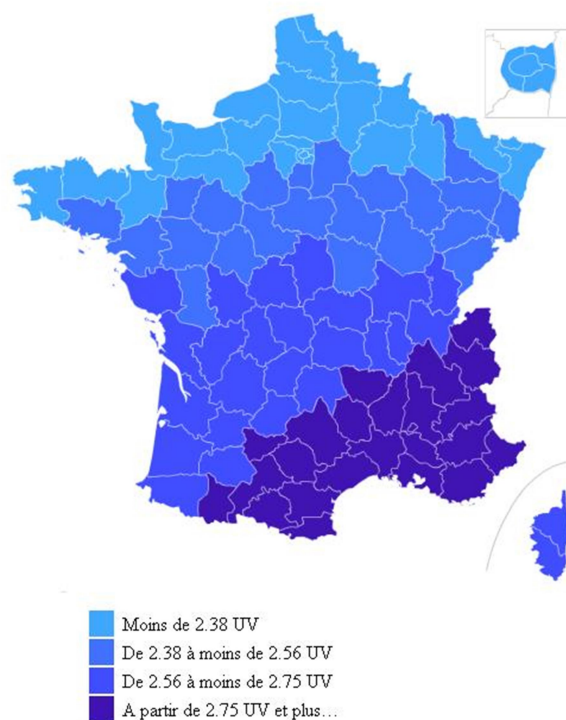 Moins de 2.38 UV
De 2.38 à moins de 2.56 UV
De 2.56 à moins de 2.75 UV
A partir de 2.75 UV et plus...